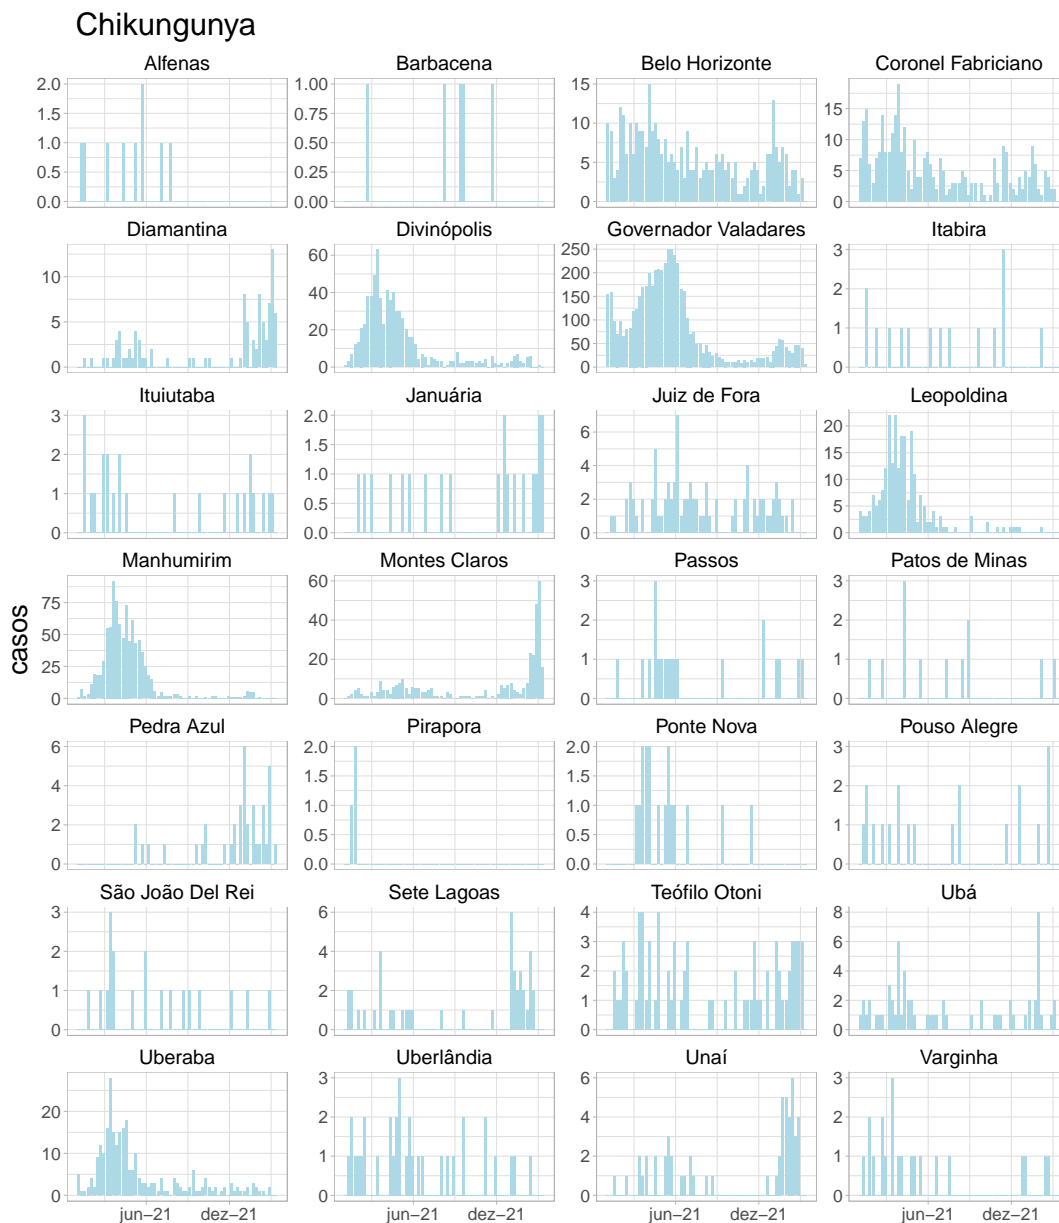 Chikungunya
Alfenas Barbacena Belo Horizonte Coronel Fabriciano
2.0 1.00 15 15
1.5 0.75 10 10
1.0 0.50 5 5
0.5 0.25
0.0 0.00 0 0
Diamantina Divinópolis Governador Valadares Itabira
10 60 250 3
5 40 200 2
0 20 150 1
0 100 0
50
0
Ituiutaba Januária Juiz de Fora Leopoldina
3 2.0 6 20
2 1.5 4 15
1 1.0 2 10
0 0.5 0 5
0.0 0
Manhumirim Montes Claros Passos Patos de Minas
75 60 3 3
50 40 2 2
25 20 1 1
0 0 0 0
casos
Pedra Azul Pirapora Ponte Nova Pouso Alegre
6 2.0 2.0 3
4 1.5 1.5 2
2 1.0 1.0 1
0 0.5 0.5 0
0.0 0.0
São João Del Rei Sete Lagoas Teófilo Otoni Ubá
3 6 4 8
2 4 3 6
1 2 2 4
0 0 1 2
0 0
Uberaba Uberlândia Unaí Varginha
20 3 6 3
10 2 4 2
0 1 2 1
0 0 0
jun−21 dez−21 jun−21 dez−21 jun−21 dez−21 jun−21 dez−21